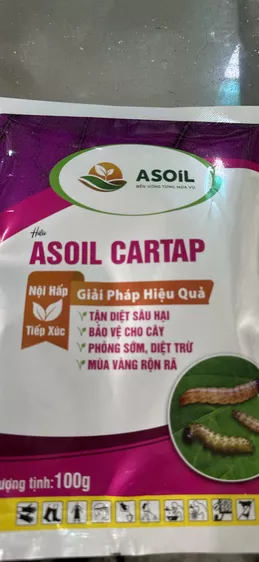 ASOiL
BỀN VỮNG TỪNG MÙA VỤ
Hiệu
ASOIL CARTAP
Nội Hấp
Tiếp Xúc
Giải Pháp Hiệu Quả
TẬN DIỆT SÂU HẠI
BẢO VỆ CHO CÂY
PHÒNG SỚM, DIỆT TRỪ
MÙA VÀNG RỘN RÃ
ượng tịnh: 100g